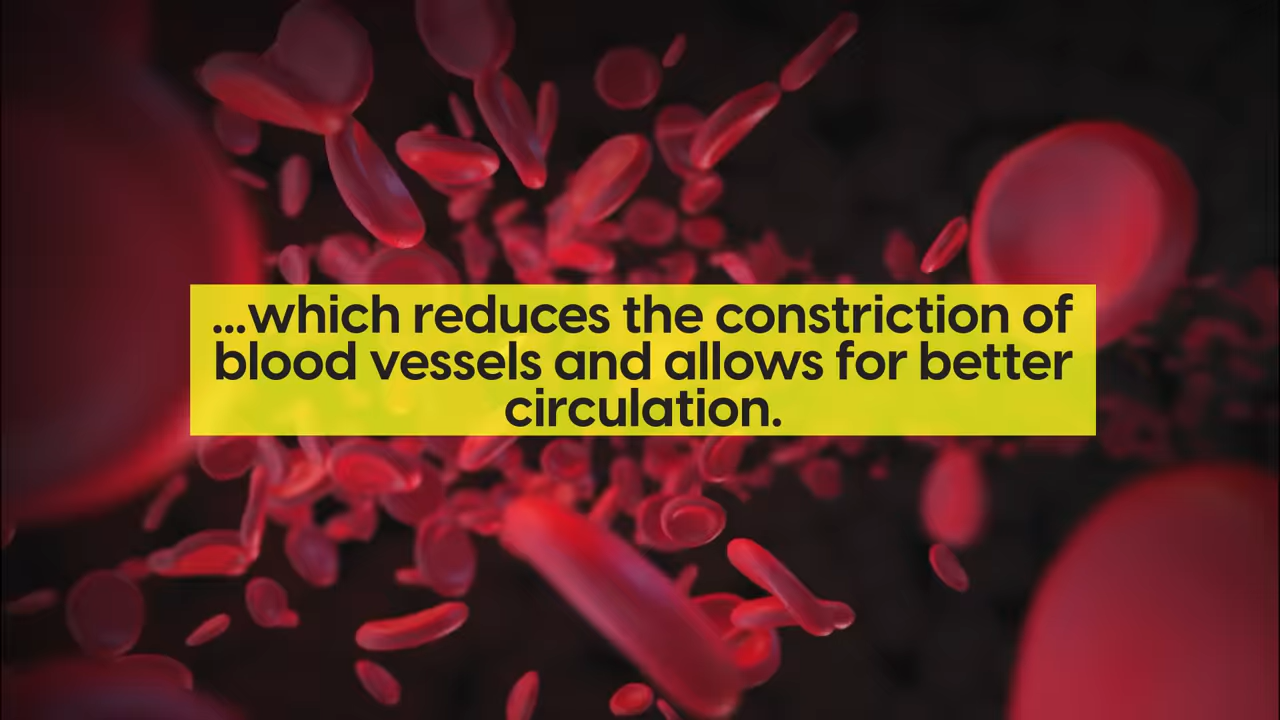 ...which reduces the constriction of
blood vessels and allows for better
circulation.